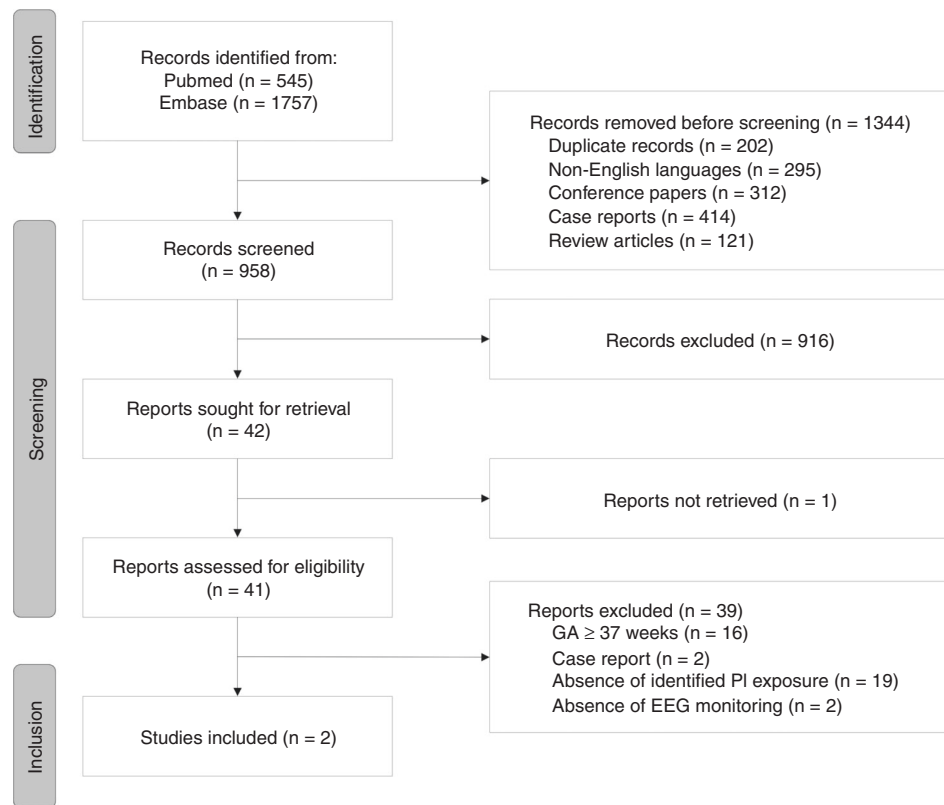 Identification
Records identified from:
Pubmed (n = 545)
Embase (n = 1757)
Records removed before screening (n = 1344)
Duplicate records (n = 202)
Non-English languages (n = 295)
Conference papers (n = 312)
Case reports (n = 414)
Review articles (n = 121)
Screening
Records screened
(n = 958)
Records excluded (n = 916)
Reports sought for retrieval
(n = 42)
Reports not retrieved (n = 1)
Reports assessed for eligibility
(n = 41)
Reports excluded (n = 39)
GA ≥ 37 weeks (n = 16)
Case report (n = 2)
Absence of identified PI exposure (n = 19)
Absence of EEG monitoring (n = 2)
Inclusion
Studies included (n = 2)